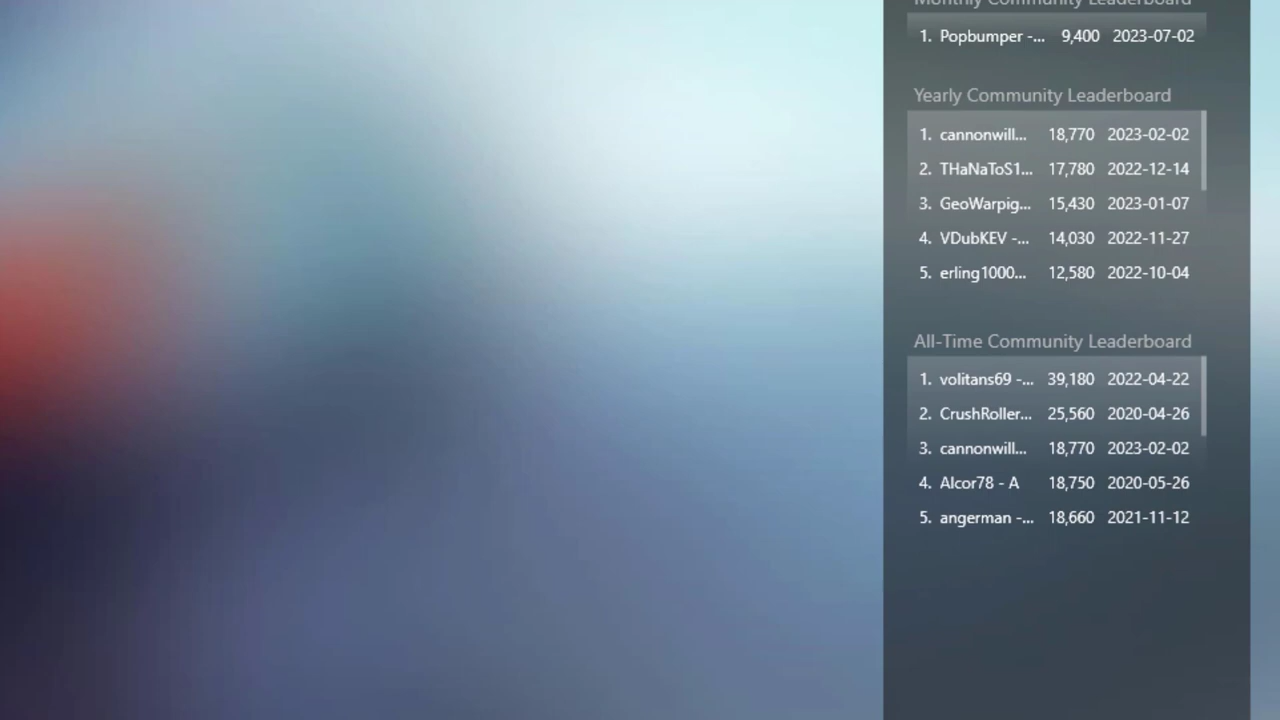 Monthly Community Leaderboard
1. Popbumper -... 9,400 2023-07-02
Yearly Community Leaderboard
1. cannonwill... 18,770 2023-02-02
2. THaNaToS1... 17,780 2022-12-14
3. GeoWarpig... 15,430 2023-01-07
4. VDubKEV -... 14,030 2022-11-27
5. erling1000... 12,580 2022-10-04
All-Time Community Leaderboard
1. volitans69 -... 39,180 2022-04-22
2. CrushRoller... 25,560 2020-04-26
3. cannonwill... 18,770 2023-02-02
4. Alcor78 - A 18,750 2020-05-26
5. angerman -... 18,660 2021-11-12